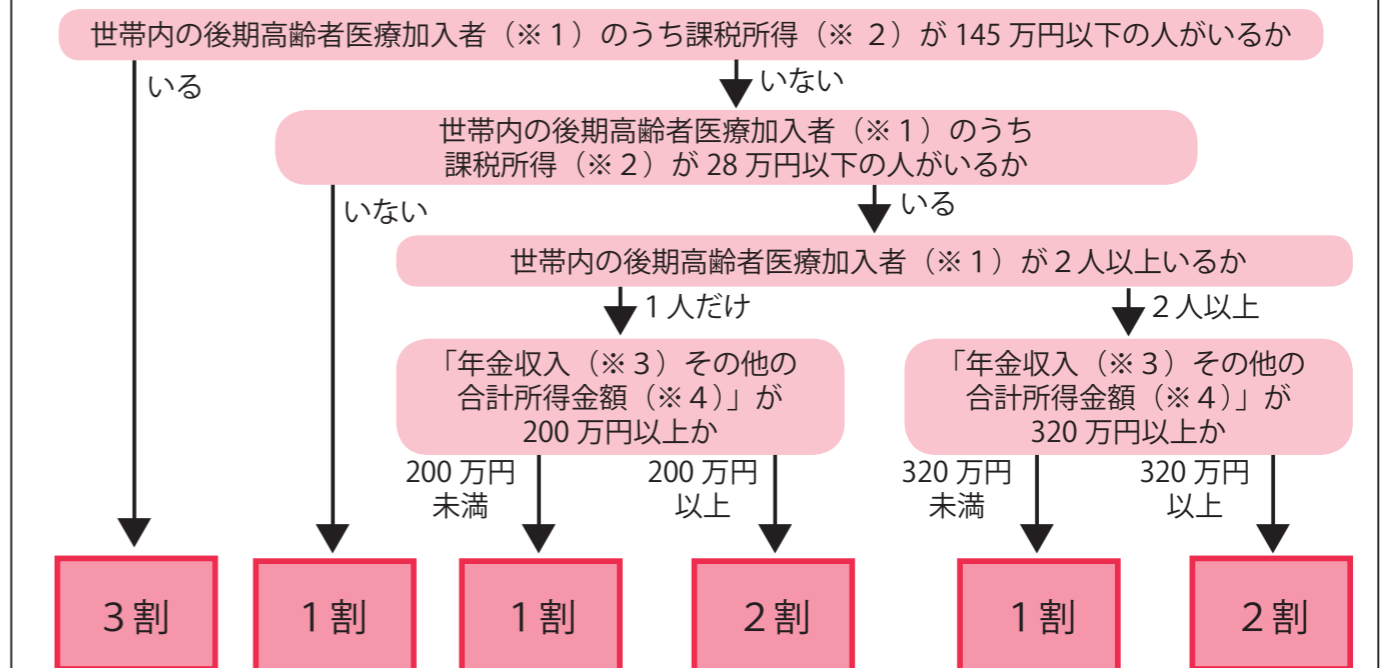 世帯内の後期高齢者医療加入者（※１）のうち課税所得（※ ２）が 145 万円以下の人がいるか
いる
いない
世帯内の後期高齢者医療加入者（※１）のうち
課税所得（※２）が 28 万円以下の人がいるか
いない
いる
世帯内の後期高齢者医療加入者（※１）が２人以上いるか
１人だけ
２人以上
「年金収入（※３）その他の
合計所得金額（※４）」が
200 万円以上か
「年金収入（※３）その他の
合計所得金額（※４）」が
320 万円以上か
200 万円
未満
200 万円
以上
320 万円
未満
320 万円
以上
３割
１割
１割
２割
１割
２割